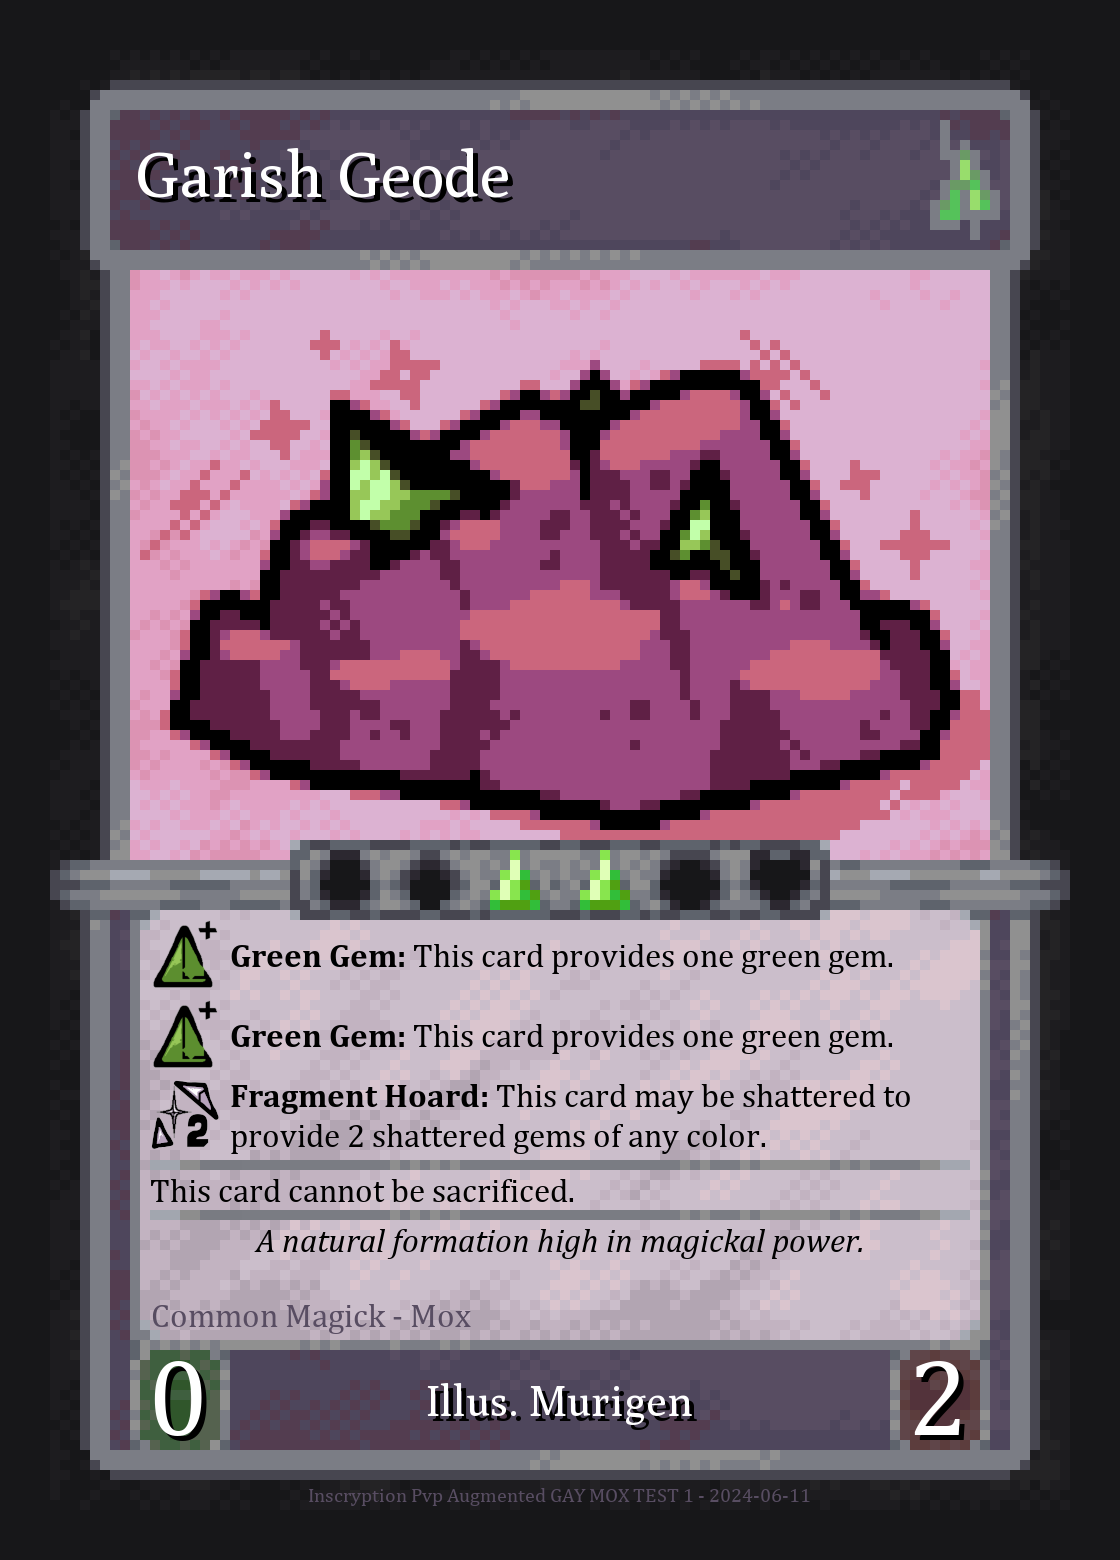 Garish Geode
Green Gem: This card provides one green gem.
Green Gem: This card provides one green gem.
2
Fragment Hoard: This card may be shattered to
provide 2 shattered gems of any color.
This card cannot be sacrificed.
A natural formation high in magickal power.
Common Magick - Mox
0
Illus. Murigen
2
Inscryption Pvp Augmented GAY MOX TEST 1 - 2024-06-11